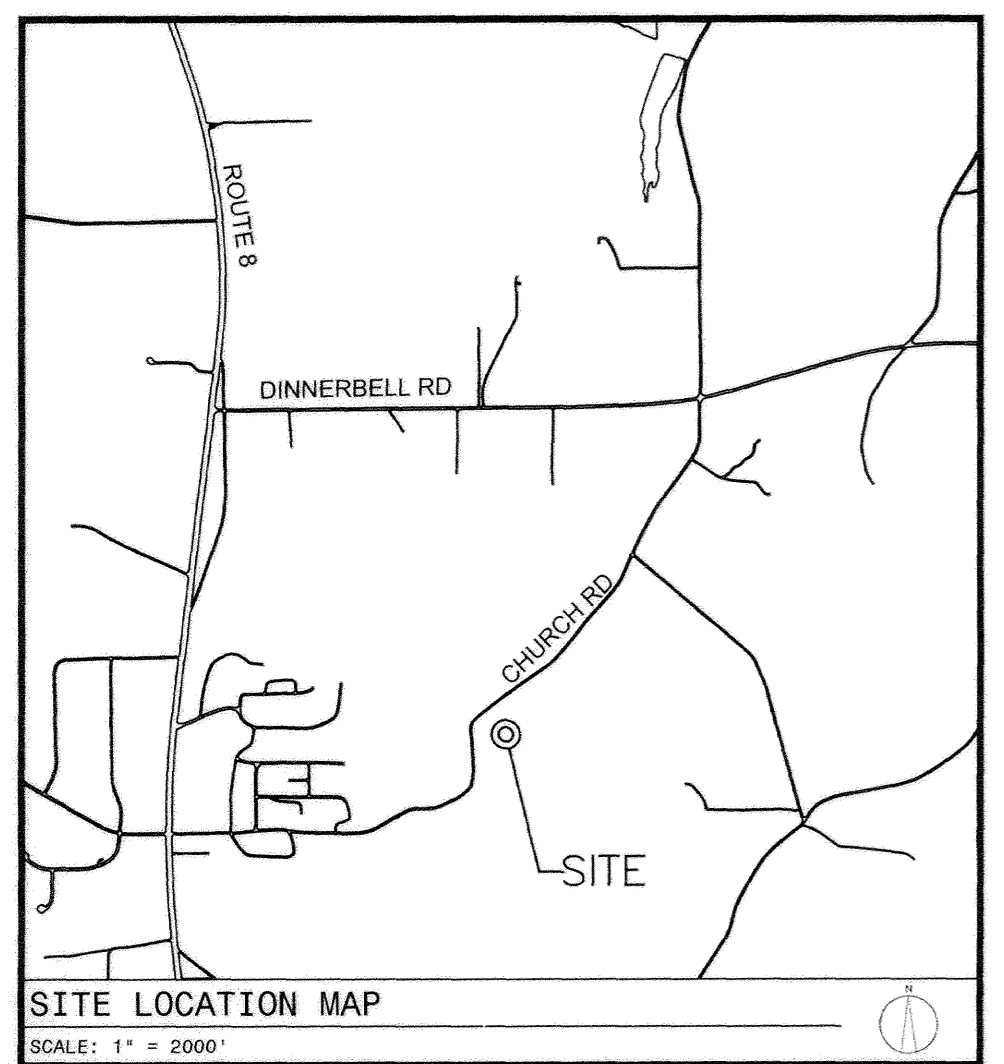 ROUTE 8
DINNERBELL RD
CHURCH RD
SITE
SITE LOCATION MAP
N
SCALE: 1" = 2000'